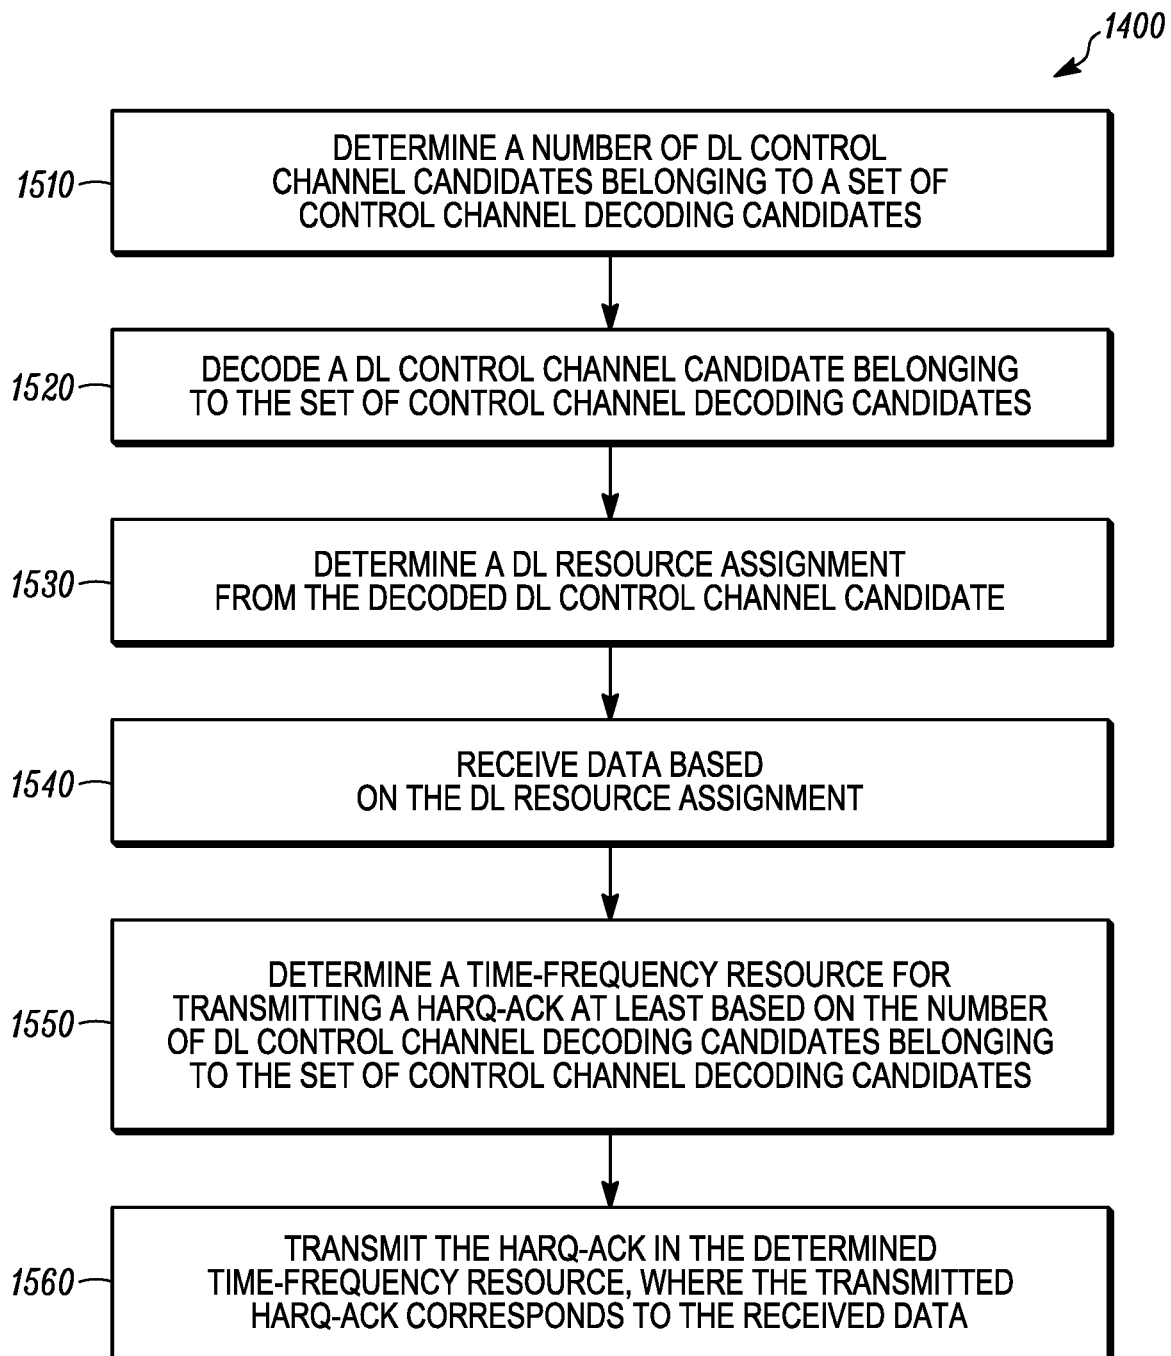 1400
1510
DETERMINE A NUMBER OF DL CONTROL
CHANNEL CANDIDATES BELONGING TO A SET OF
CONTROL CHANNEL DECODING CANDIDATES
1520
DECODE A DL CONTROL CHANNEL CANDIDATE BELONGING
TO THE SET OF CONTROL CHANNEL DECODING CANDIDATES
1530
DETERMINE A DL RESOURCE ASSIGNMENT
FROM THE DECODED DL CONTROL CHANNEL CANDIDATE
1540
RECEIVE DATA BASED
ON THE DL RESOURCE ASSIGNMENT
1550
DETERMINE A TIME-FREQUENCY RESOURCE FOR
TRANSMITTING A HARQ-ACK AT LEAST BASED ON THE NUMBER
OF DL CONTROL CHANNEL DECODING CANDIDATES BELONGING
TO THE SET OF CONTROL CHANNEL DECODING CANDIDATES
1560
TRANSMIT THE HARQ-ACK IN THE DETERMINED
TIME-FREQUENCY RESOURCE, WHERE THE TRANSMITTED
HARQ-ACK CORRESPONDS TO THE RECEIVED DATA